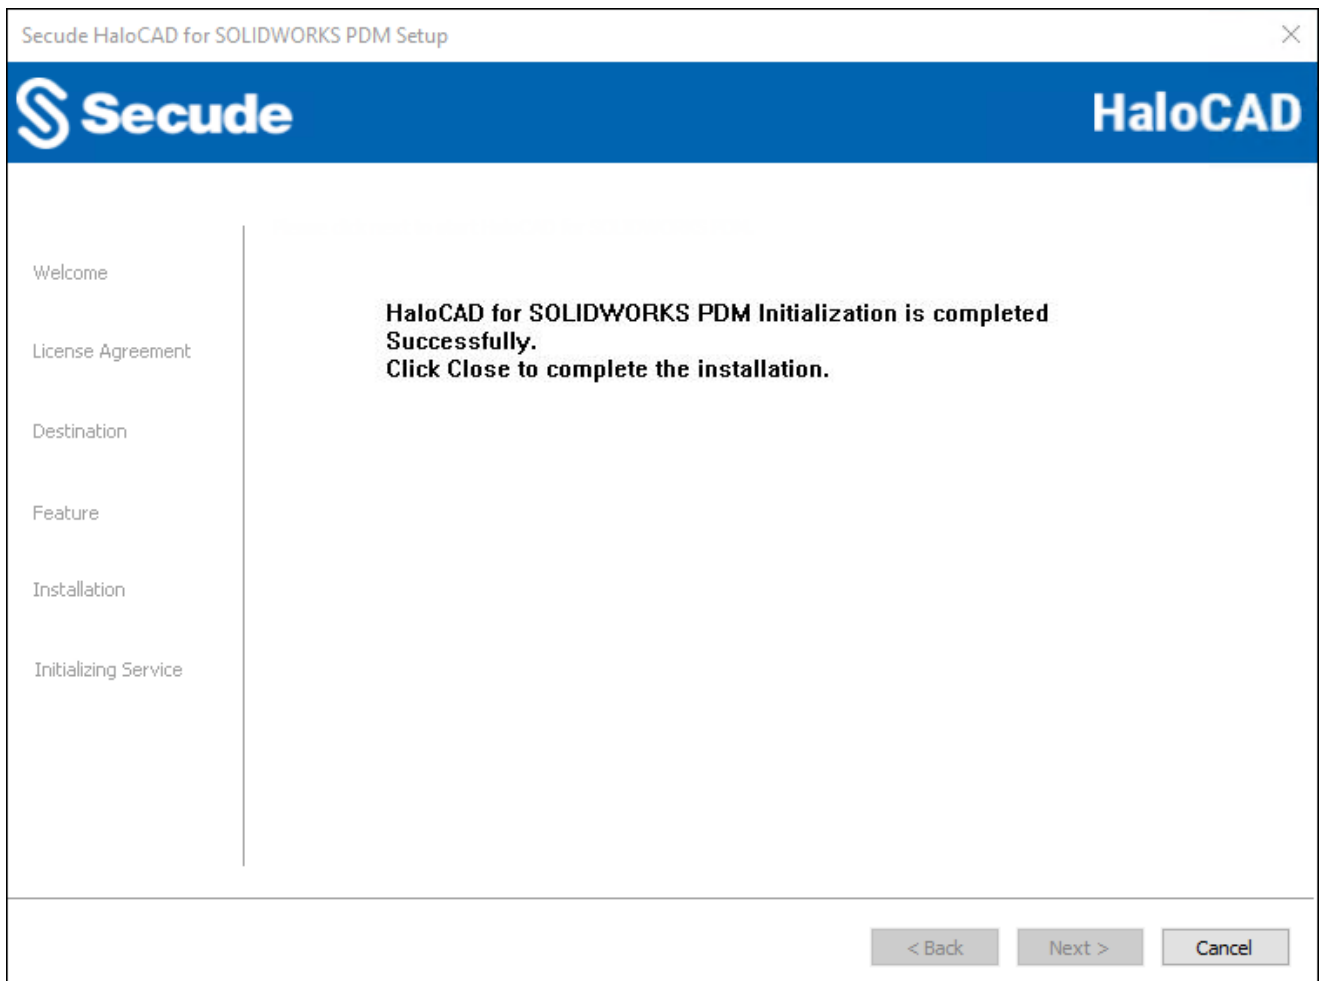 Secude HaloCAD for SOLIDWORKS PDM Setup
Secude
HaloCAD
Welcome
License Agreement
Destination
Feature
Installation
Initializing Service
HaloCAD for SOLIDWORKS PDM Initialization is completed
Successfully.
Click Close to complete the installation.
< Back
Next >
Cancel